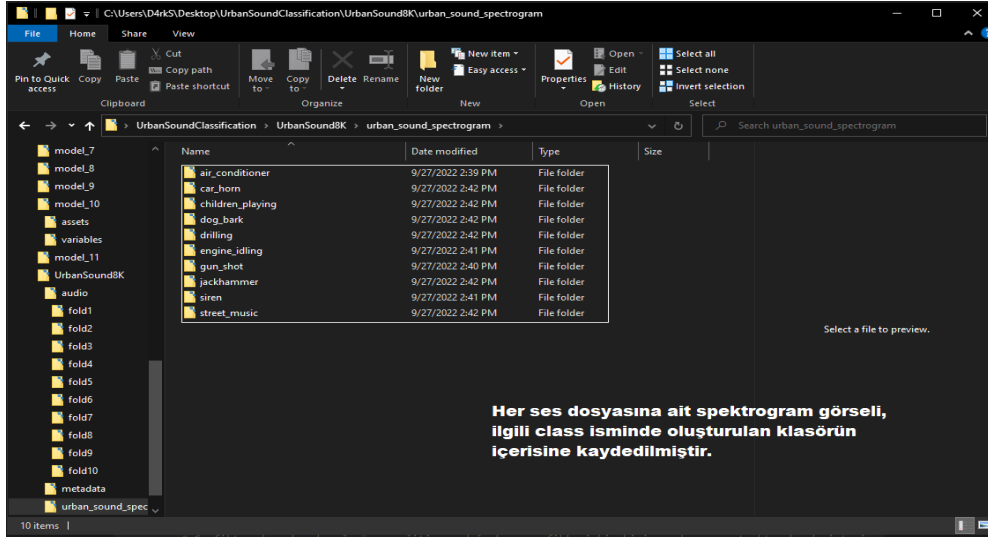 C:\Users\D4rkS\Desktop\UrbanSoundClassification\UrbanSound8K\urban_sound_spectrogram
File Home Share View
Pin to Quick access
Copy
Paste
Cut
Copy path
Paste shortcut
Clipboard
Move to
Copy to
Delete
Rename
Organize
New folder
New item
Easy access
New
Properties
Open
Edit
History
Open
Select all
Select none
Invert selection
Select
UrbanSoundClassification > UrbanSound8K > urban_sound_spectrogram >
Search urban_sound_spectrogram
model_7
model_8
model_9
model_10
assets
variables
model_11
UrbanSound8K
audio
fold1
fold2
fold3
fold4
fold5
fold6
fold7
fold8
fold9
fold10
metadata
urban_sound_spec
Name Date modified Type Size
air_conditioner 9/27/2022 2:39 PM File folder
car_horn 9/27/2022 2:42 PM File folder
children_playing 9/27/2022 2:42 PM File folder
dog_bark 9/27/2022 2:42 PM File folder
drilling 9/27/2022 2:42 PM File folder
engine_idling 9/27/2022 2:41 PM File folder
gun_shot 9/27/2022 2:40 PM File folder
jackhammer 9/27/2022 2:42 PM File folder
siren 9/27/2022 2:41 PM File folder
street_music 9/27/2022 2:42 PM File folder
Select a file to preview.
Her ses dosyasına ait spektrogram görseli,
ilgili class isminde oluşturulan klasörün
içerisine kaydedilmiştir.
10 items